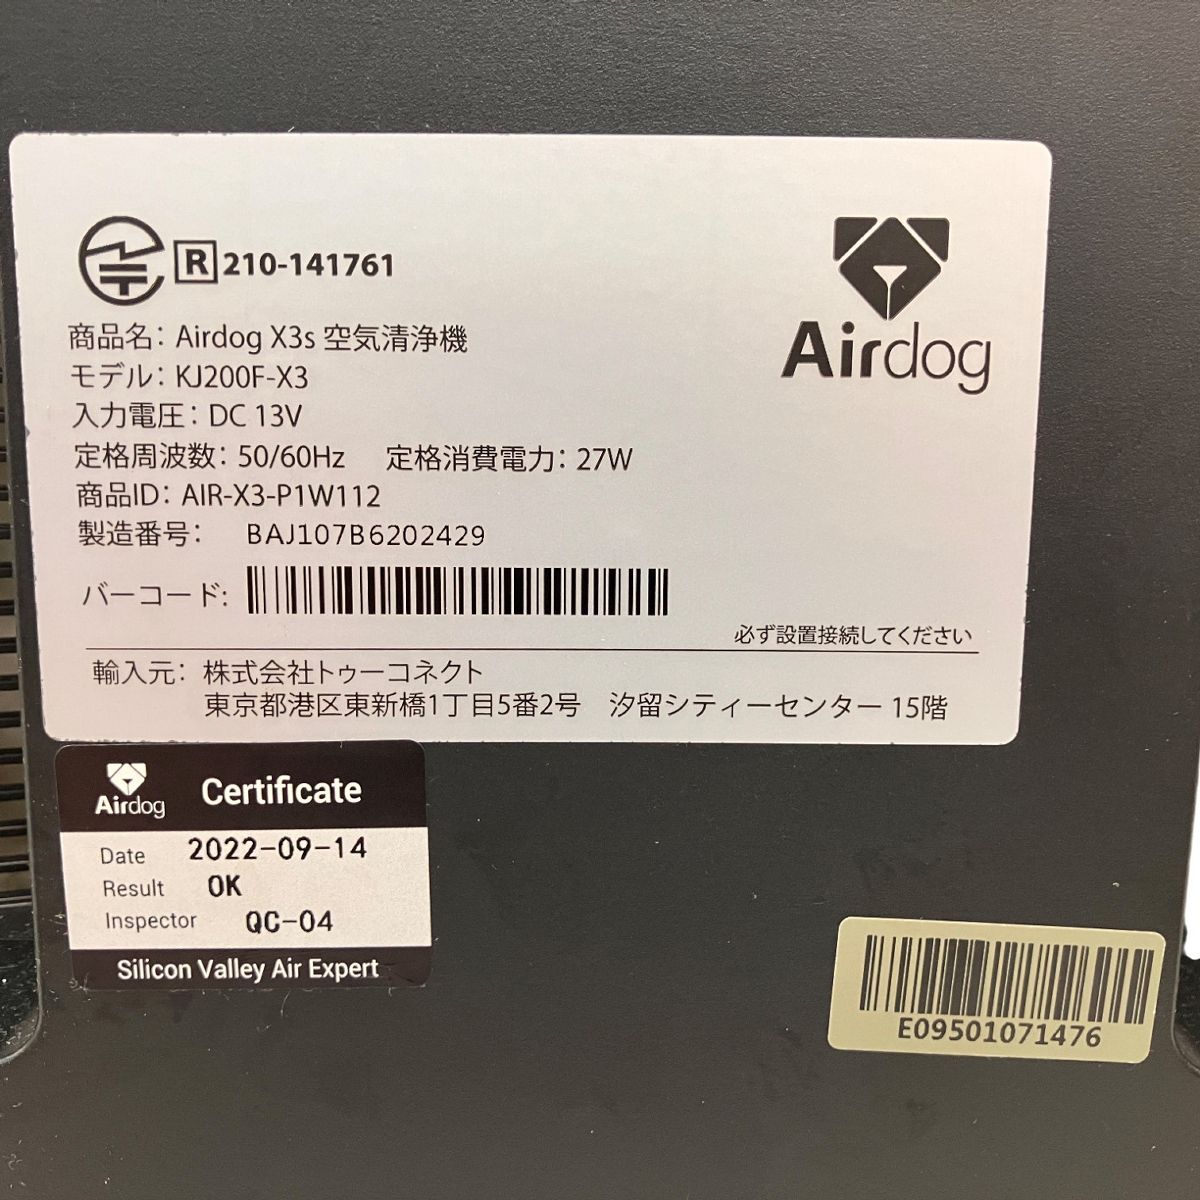 R 210-141761
Airdog
商品名: Airdog X3s 空気清浄機
モデル: KJ200F-X3
入力電圧: DC 13V
定格周波数: 50/60Hz 定格消費電力: 27W
商品ID: AIR-X3-P1W112
製造番号: BAJ107B6202429
バーコード:
必ず設置接続してください
輸入元: 株式会社トゥーコネクト
東京都港区東新橋1丁目5番2号 汐留シティーセンター 15階
Airdog Certificate
Date 2022-09-14
Result OK
Inspector QC-04
Silicon Valley Air Expert
E09501071476